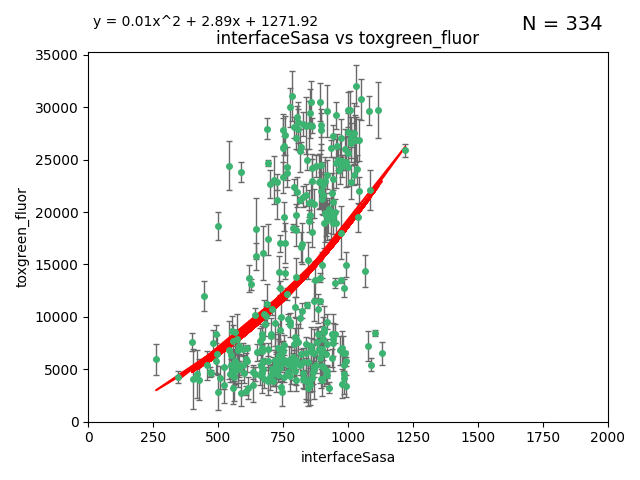 y = 0.01x^2 + 2.89x + 1271.92
N = 334
interfaceSasa vs toxgreen_fluor
35000
30000
25000
20000
15000
10000
5000
0
toxgreen_fluor
0 250 500 750 1000 1250 1500 1750 2000
interfaceSasa